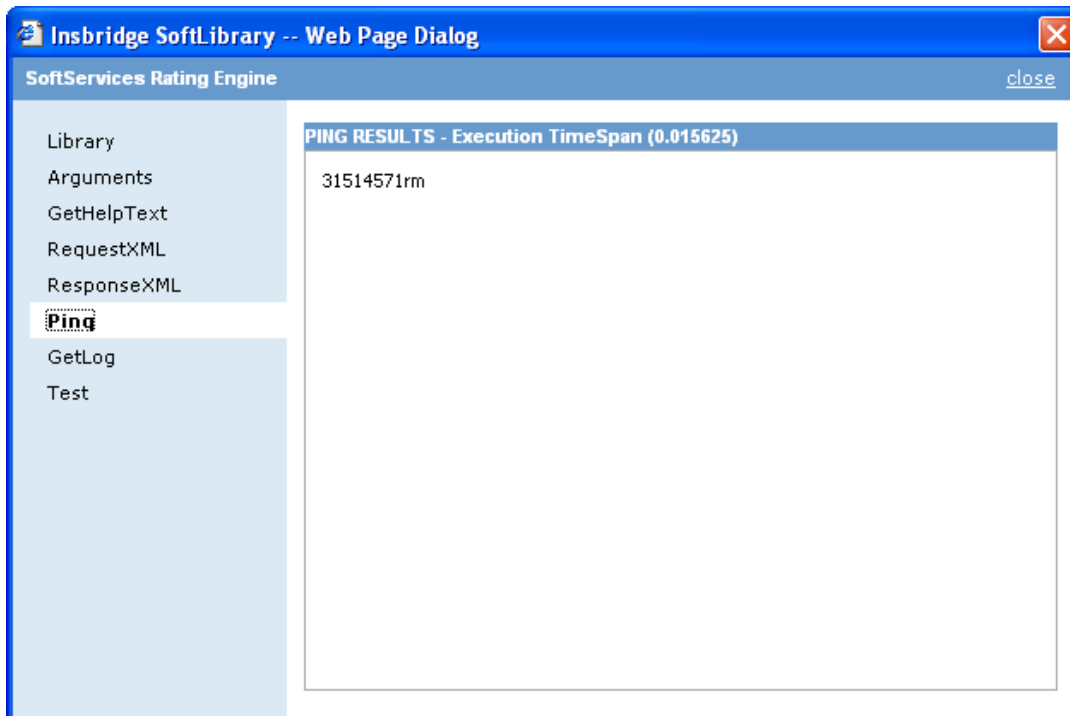 Insbridge SoftLibrary -- Web Page Dialog
SoftServices Rating Engine
close
Library
Arguments
GetHelpText
RequestXML
ResponseXML
Ping
GetLog
Test
PING RESULTS - Execution TimeSpan (0.015625)
31514571rm